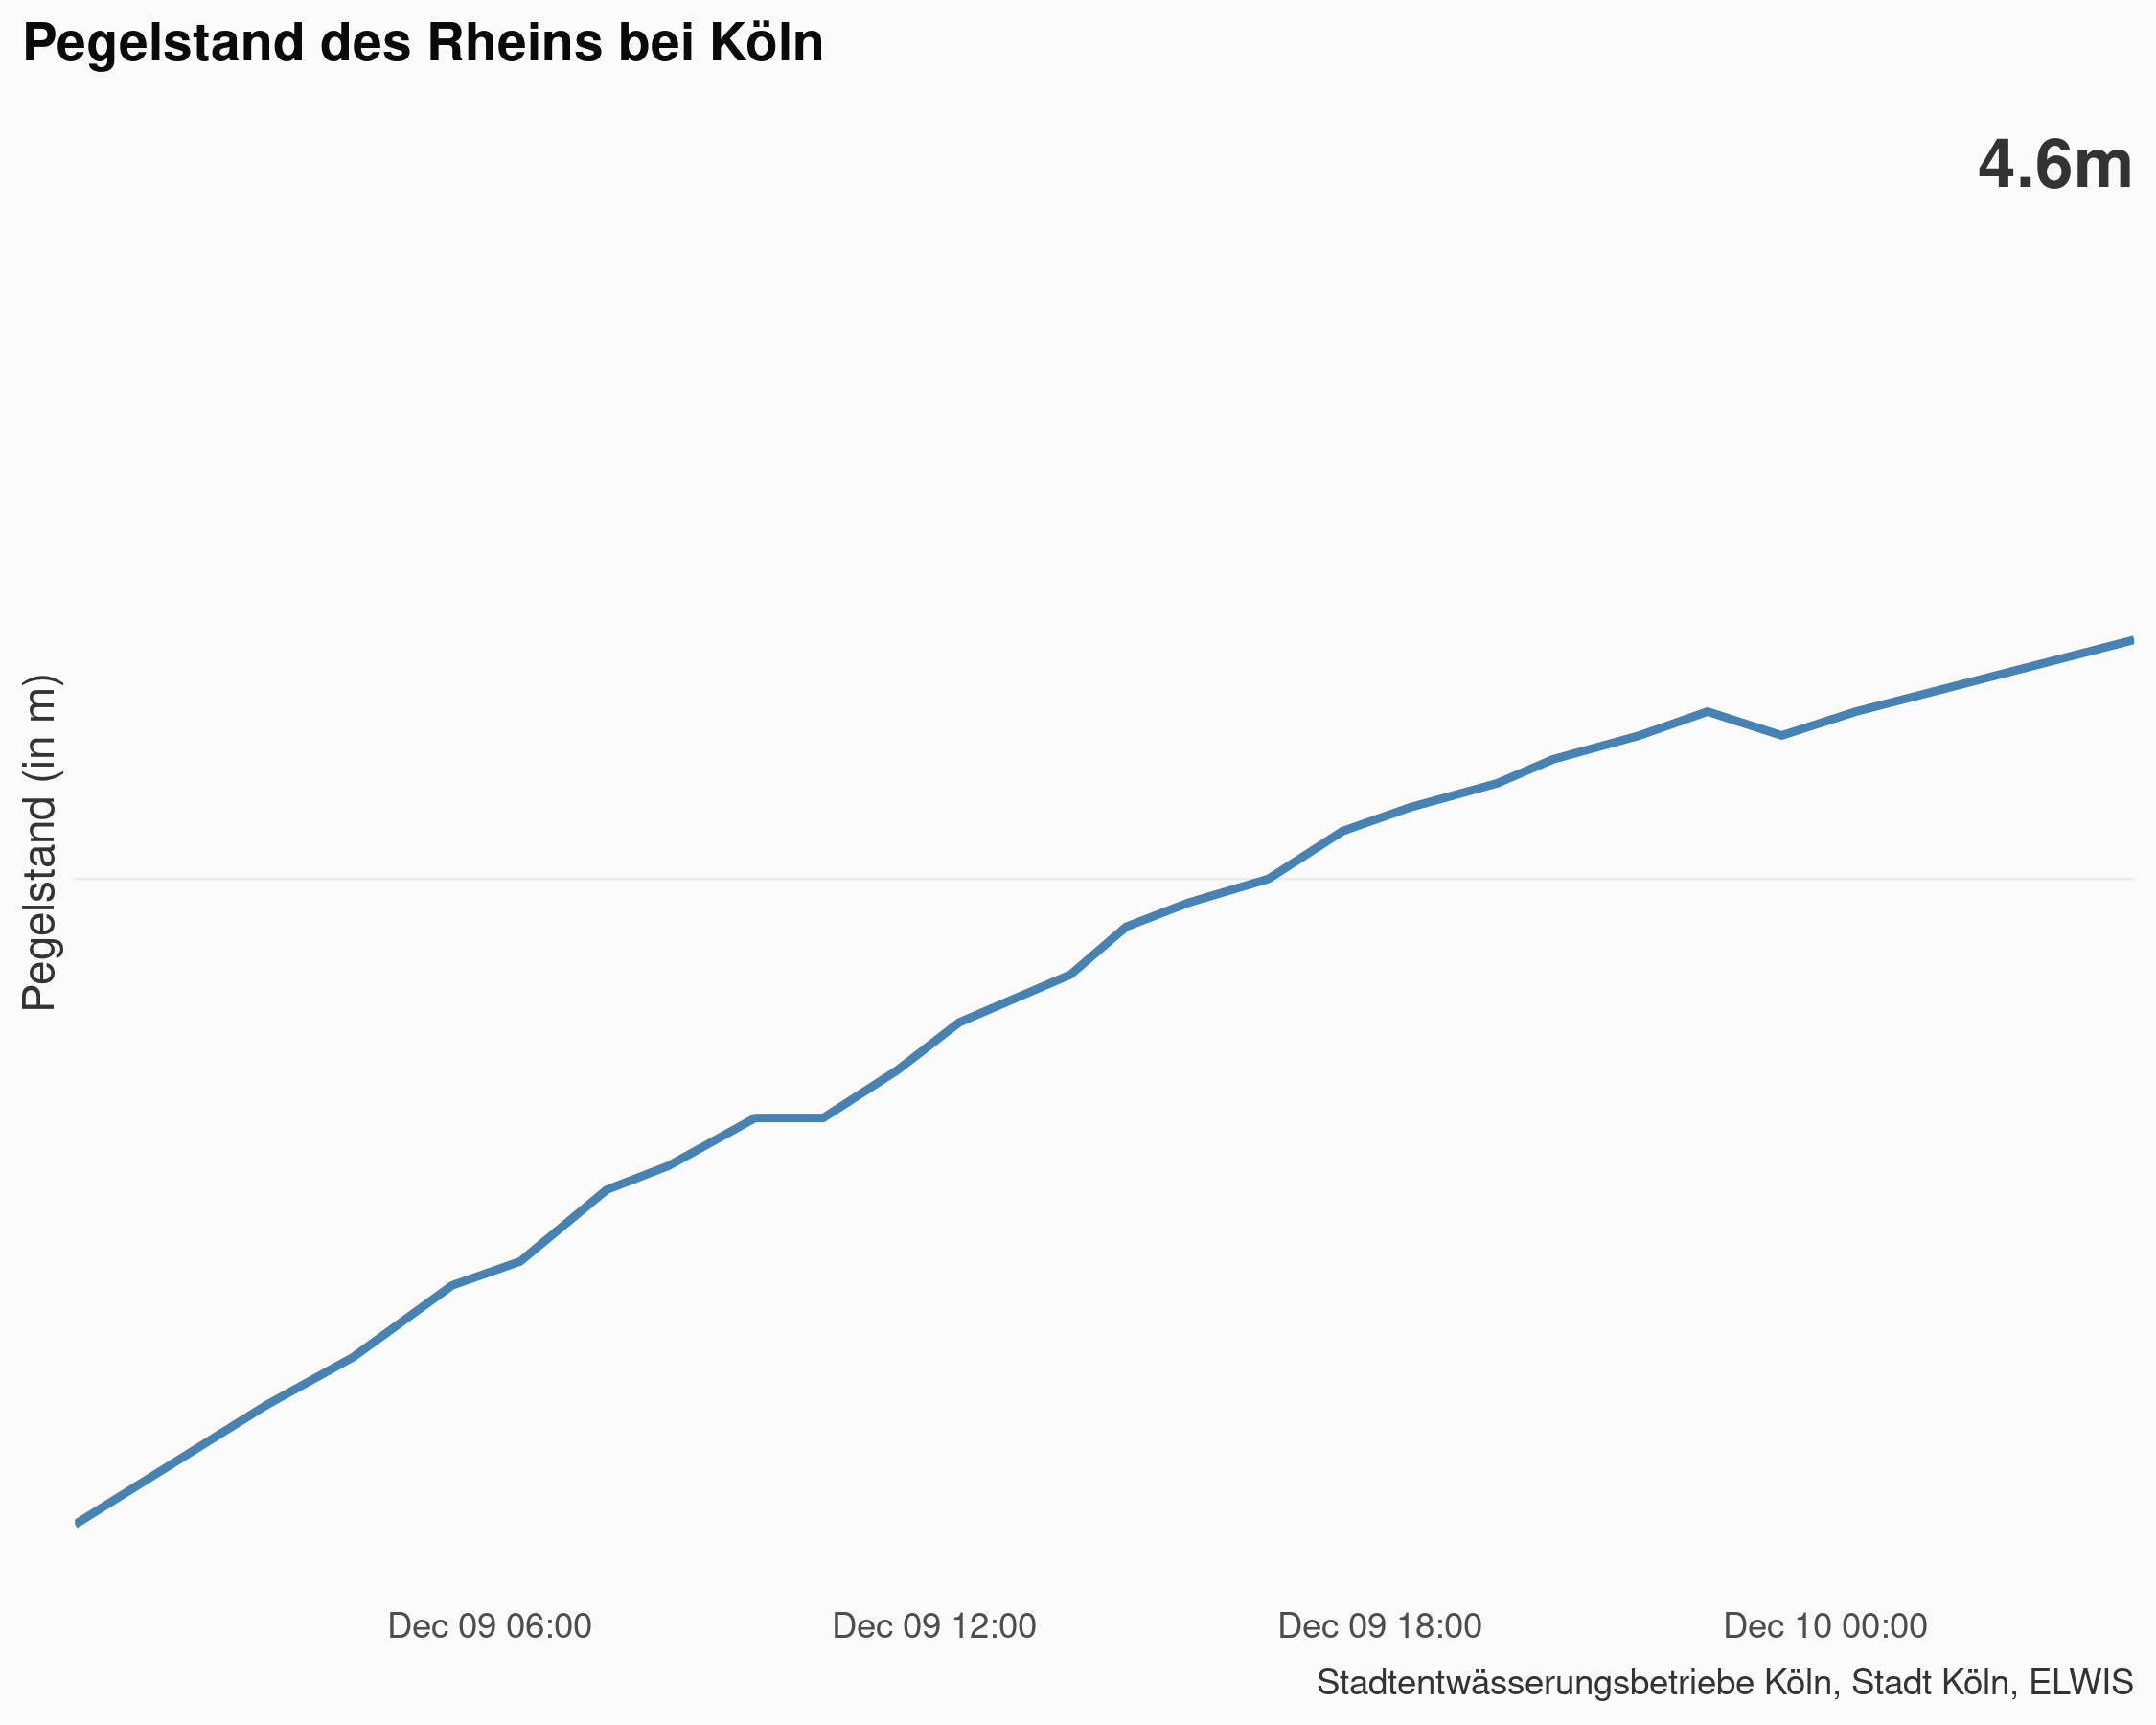 Pegelstand des Rheins bei Köln
4.6m
Pegelstand (in m)
Dec 09 06:00
Dec 09 12:00
Dec 09 18:00
Dec 10 00:00
Stadtentwässerungsbetriebe Köln, Stadt Köln, ELWIS